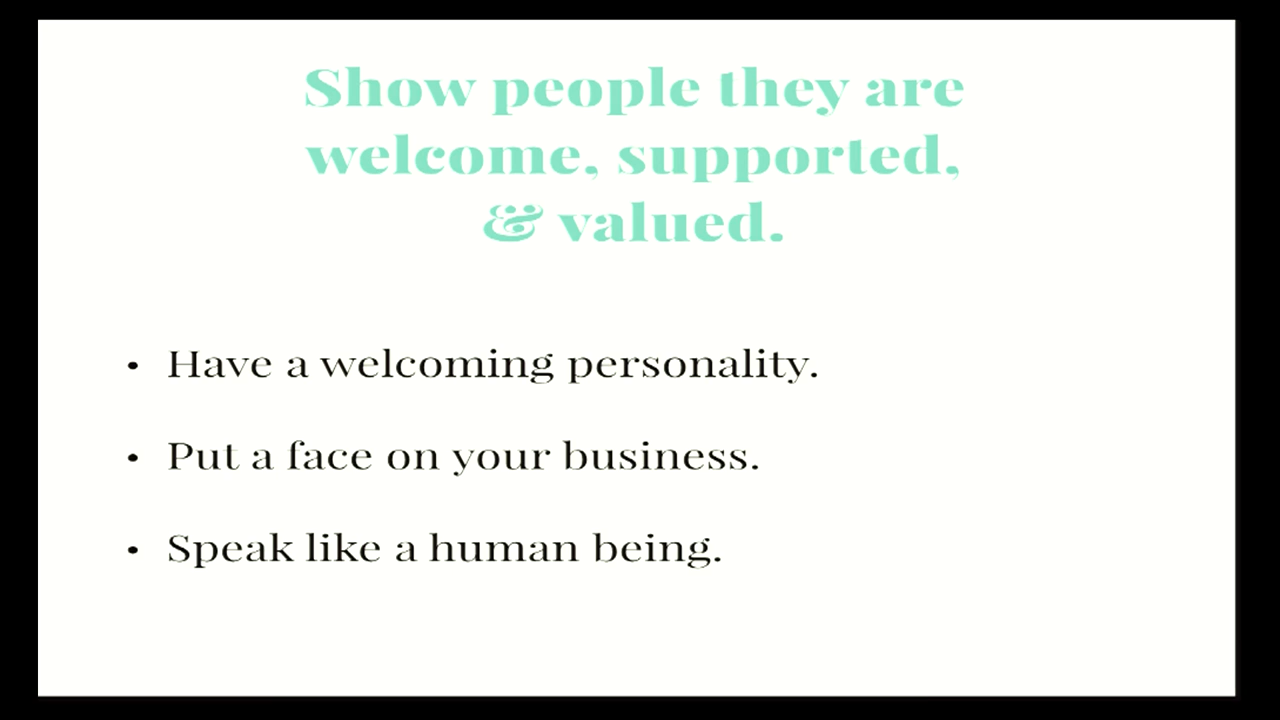 Show people they are
welcome, supported,
& valued.
• Have a welcoming personality.
• Put a face on your business.
• Speak like a human being.